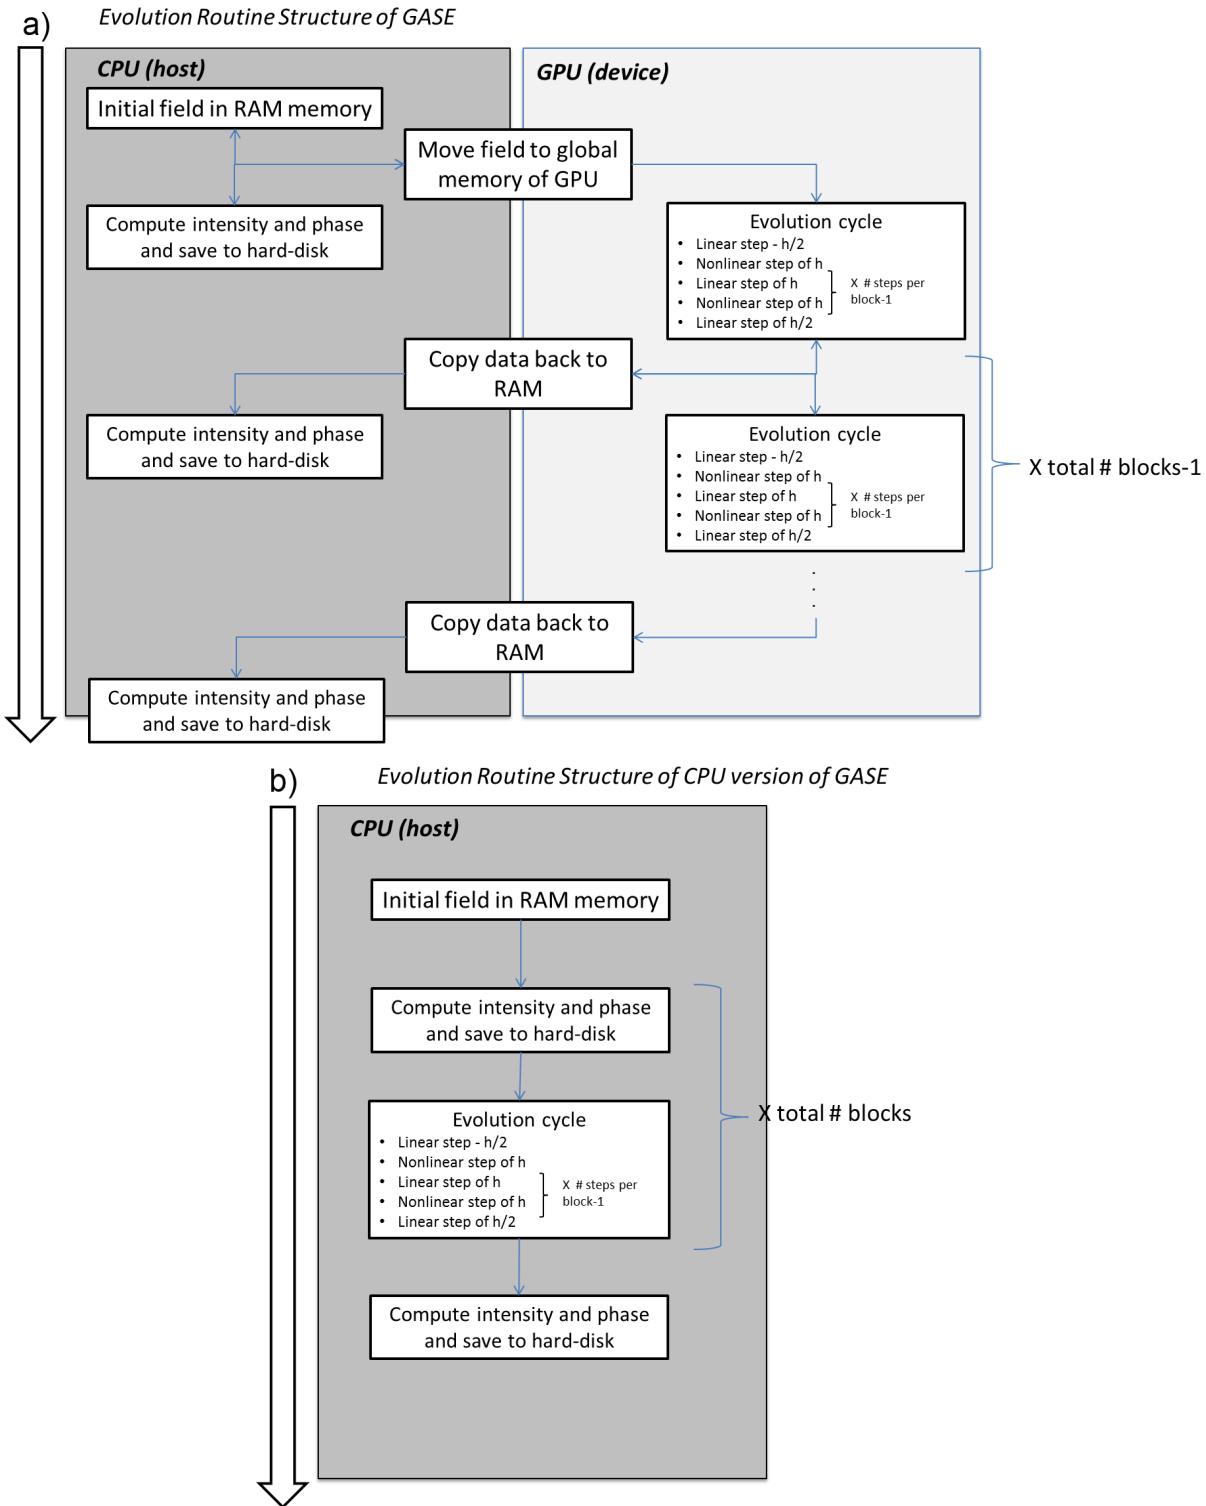 a)
Evolution Routine Structure of GASE
CPU (host)
GPU (device)
Initial field in RAM memory
Move field to global
memory of GPU
Compute intensity and phase
and save to hard-disk
Evolution cycle
• Linear step - h/2
• Nonlinear step of h
• Linear step of h
• Nonlinear step of h
• Linear step of h/2
X # steps per
block-1
Copy data back to
RAM
Compute intensity and phase
and save to hard-disk
Evolution cycle
• Linear step - h/2
• Nonlinear step of h
• Linear step of h
• Nonlinear step of h
• Linear step of h/2
X # steps per
block-1
X total # blocks-1
.
.
.
Copy data back to
RAM
Compute intensity and phase
and save to hard-disk
b)
Evolution Routine Structure of CPU version of GASE
CPU (host)
Initial field in RAM memory
Compute intensity and phase
and save to hard-disk
Evolution cycle
• Linear step - h/2
• Nonlinear step of h
• Linear step of h
• Nonlinear step of h
• Linear step of h/2
X # steps per
block-1
X total # blocks
Compute intensity and phase
and save to hard-disk